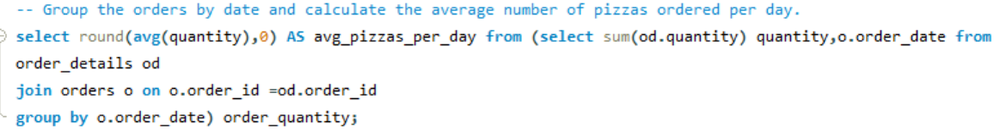 -- Group the orders by date and calculate the average number of pizzas ordered per day.
select round(avg(quantity),0) AS avg_pizzas_per_day from (select sum(od.quantity) quantity,o.order_date from
order_details od
join orders o on o.order_id =od.order_id
group by o.order_date) order_quantity;